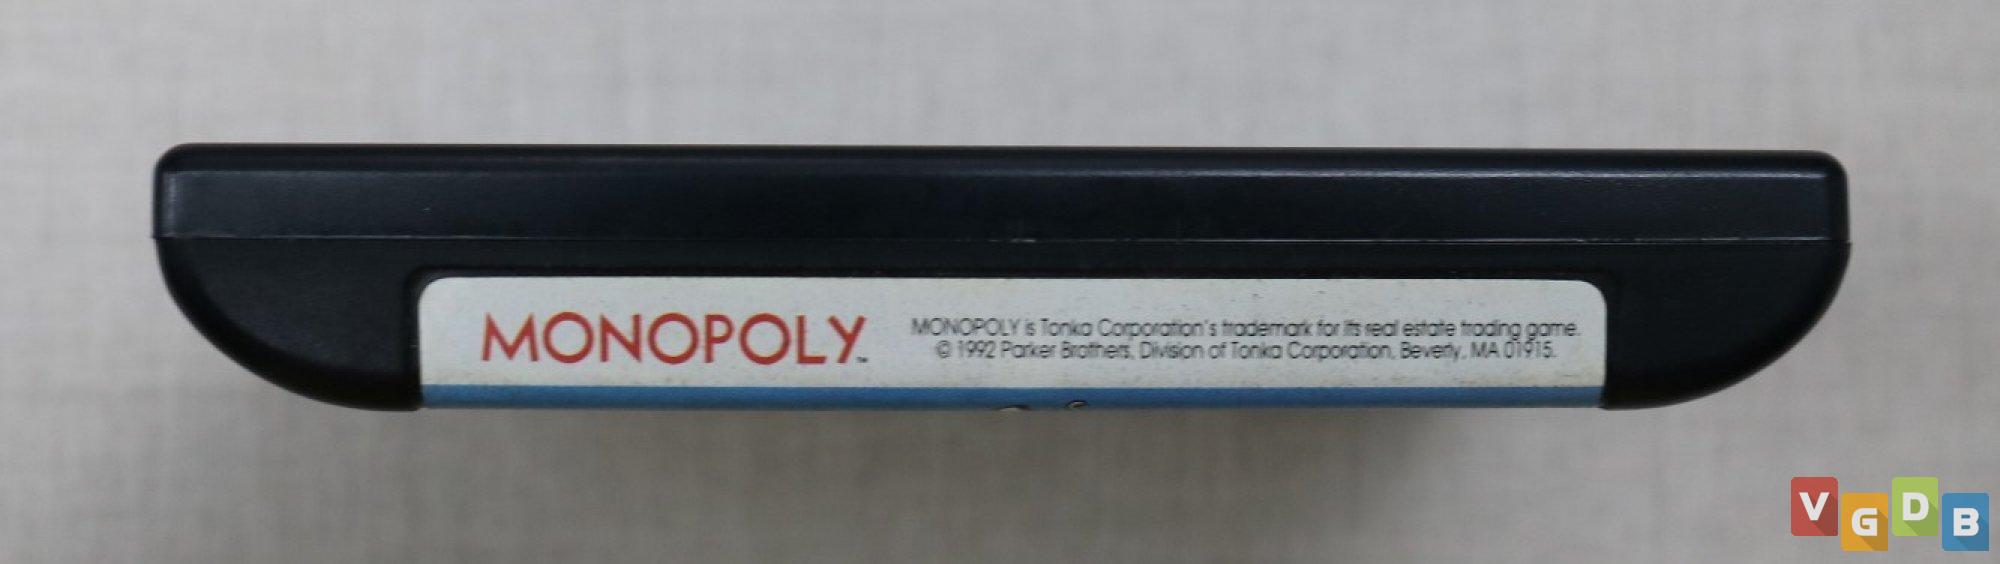 MONOPOLY™
MONOPOLY is Tonka Corporation's trademark for its real estate trading game.
© 1992 Parker Brothers, Division of Tonka Corporation, Beverly, MA 01915.
VGDB